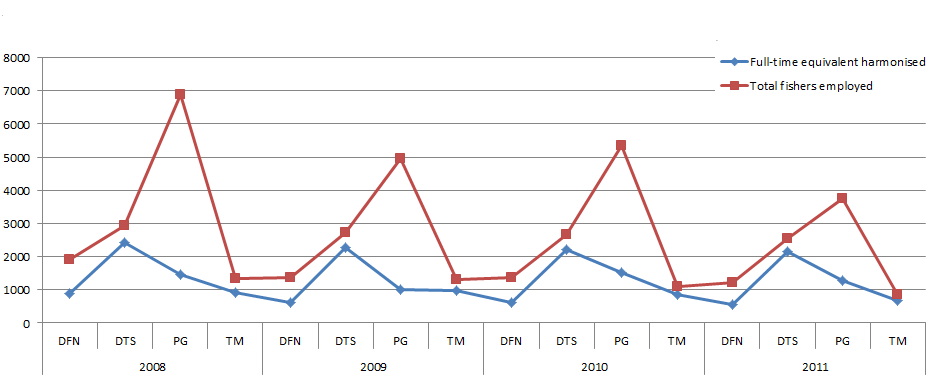 8000
Full-time equivalent harmonised
7000
Total fishers employed
6000
5000
4000
3000
2000
1000
0
DFN DTS PG TM DFN DTS PG TM DFN DTS PG TM DFN DTS PG TM
2008 2009 2010 2011